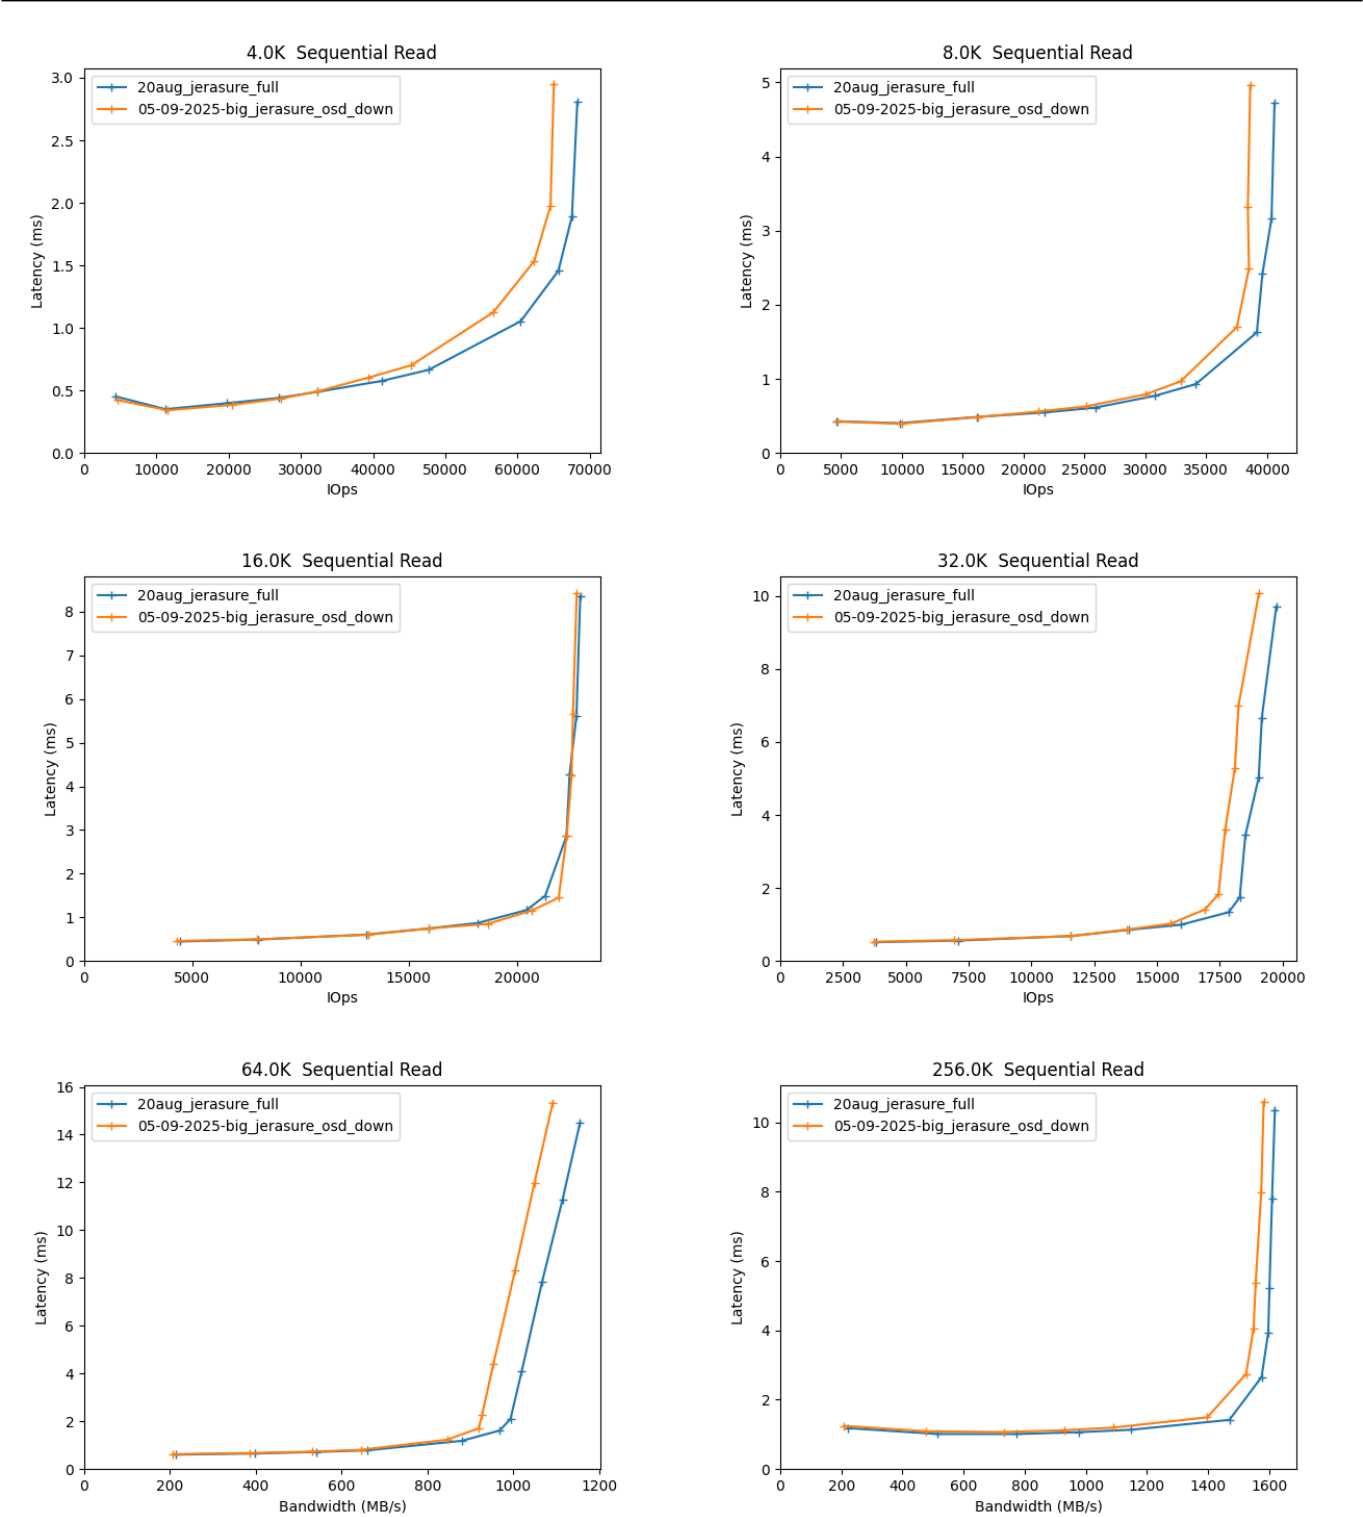 4.0K  Sequential Read
20aug_jerasure_full
05-09-2025-big_jerasure_osd_down
3.0
2.5
2.0
1.5
1.0
0.5
0.0
Latency (ms)
0 10000 20000 30000 40000 50000 60000 70000
IOps
8.0K  Sequential Read
20aug_jerasure_full
05-09-2025-big_jerasure_osd_down
5
4
3
2
1
0
Latency (ms)
0 5000 10000 15000 20000 25000 30000 35000 40000
IOps
16.0K  Sequential Read
20aug_jerasure_full
05-09-2025-big_jerasure_osd_down
8
7
6
5
4
3
2
1
0
Latency (ms)
0 5000 10000 15000 20000
IOps
32.0K  Sequential Read
20aug_jerasure_full
05-09-2025-big_jerasure_osd_down
10
8
6
4
2
0
Latency (ms)
0 2500 5000 7500 10000 12500 15000 17500 20000
IOps
64.0K  Sequential Read
20aug_jerasure_full
05-09-2025-big_jerasure_osd_down
16
14
12
10
8
6
4
2
0
Latency (ms)
0 200 400 600 800 1000 1200
Bandwidth (MB/s)
256.0K  Sequential Read
20aug_jerasure_full
05-09-2025-big_jerasure_osd_down
10
8
6
4
2
0
Latency (ms)
0 200 400 600 800 1000 1200 1400 1600
Bandwidth (MB/s)